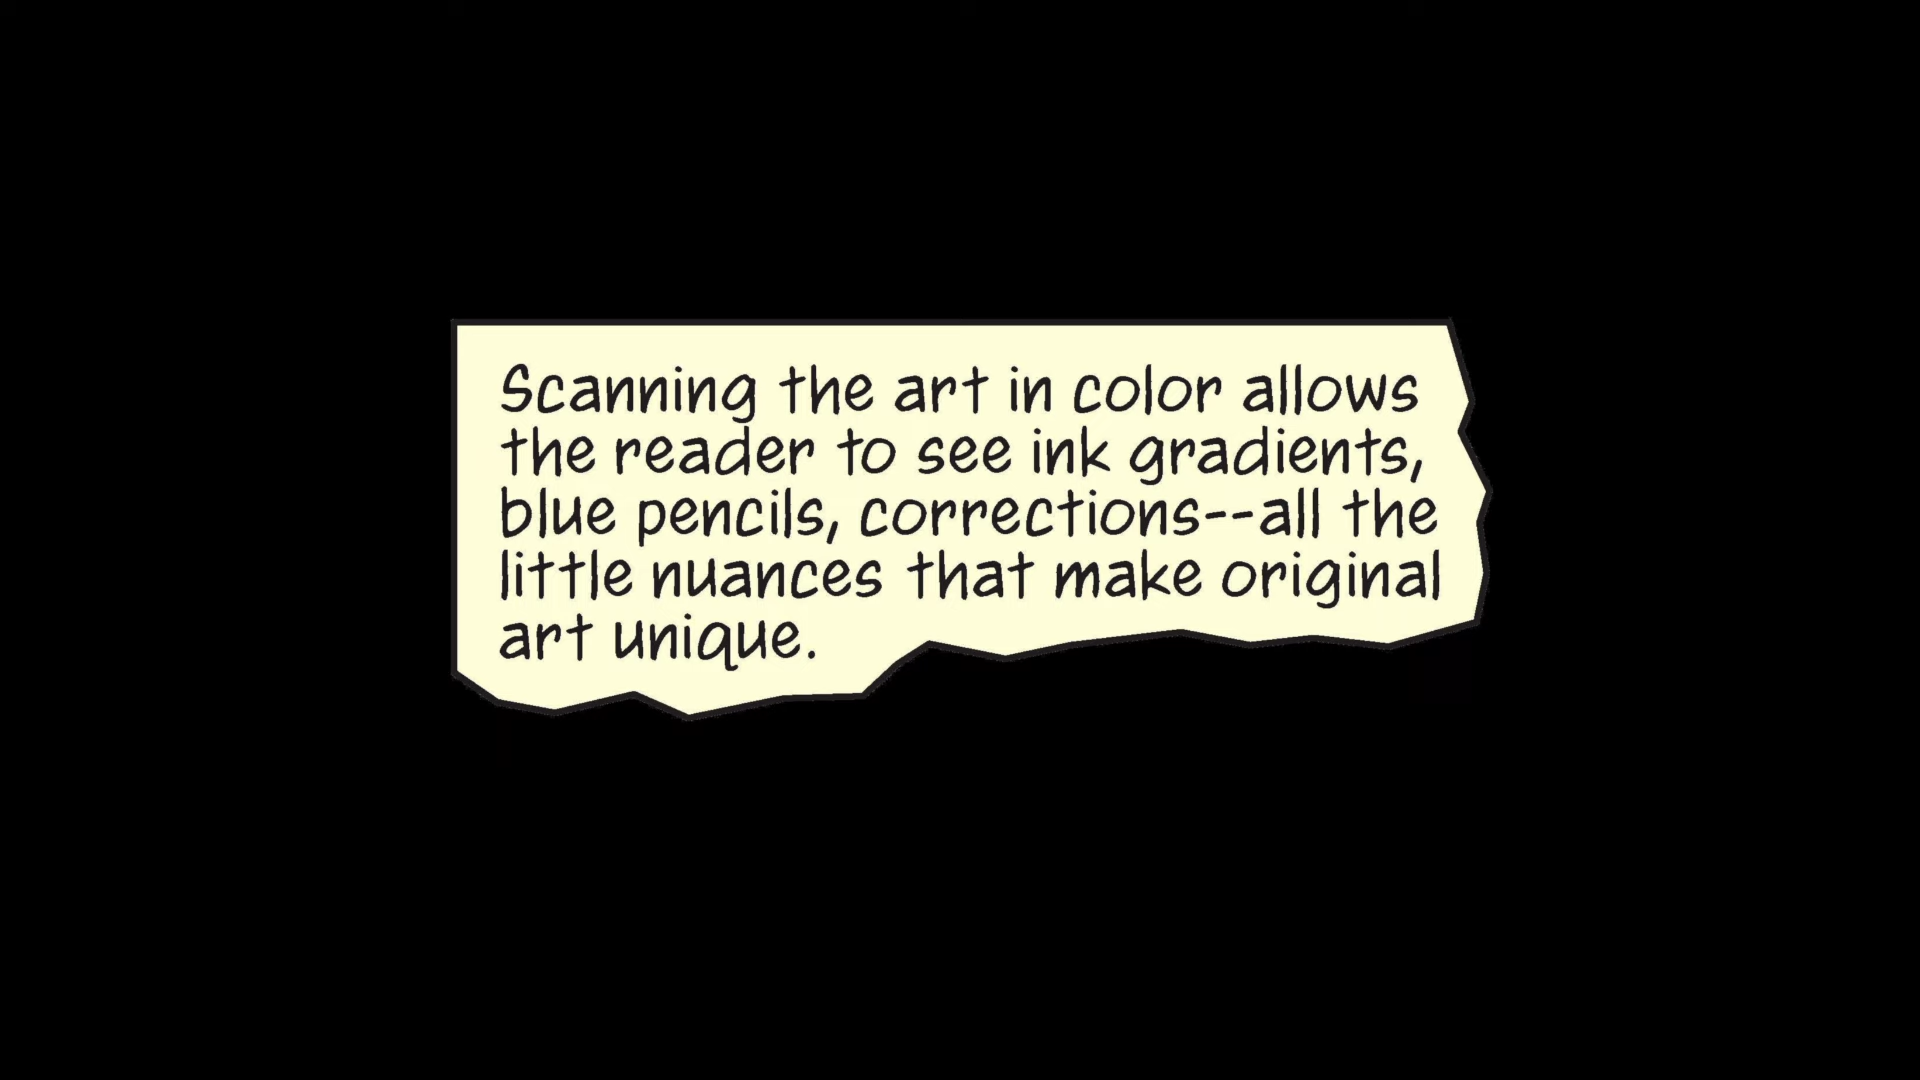 Scanning the art in color allows
the reader to see ink gradients,
blue pencils, corrections--all the
little nuances that make original
art unique.